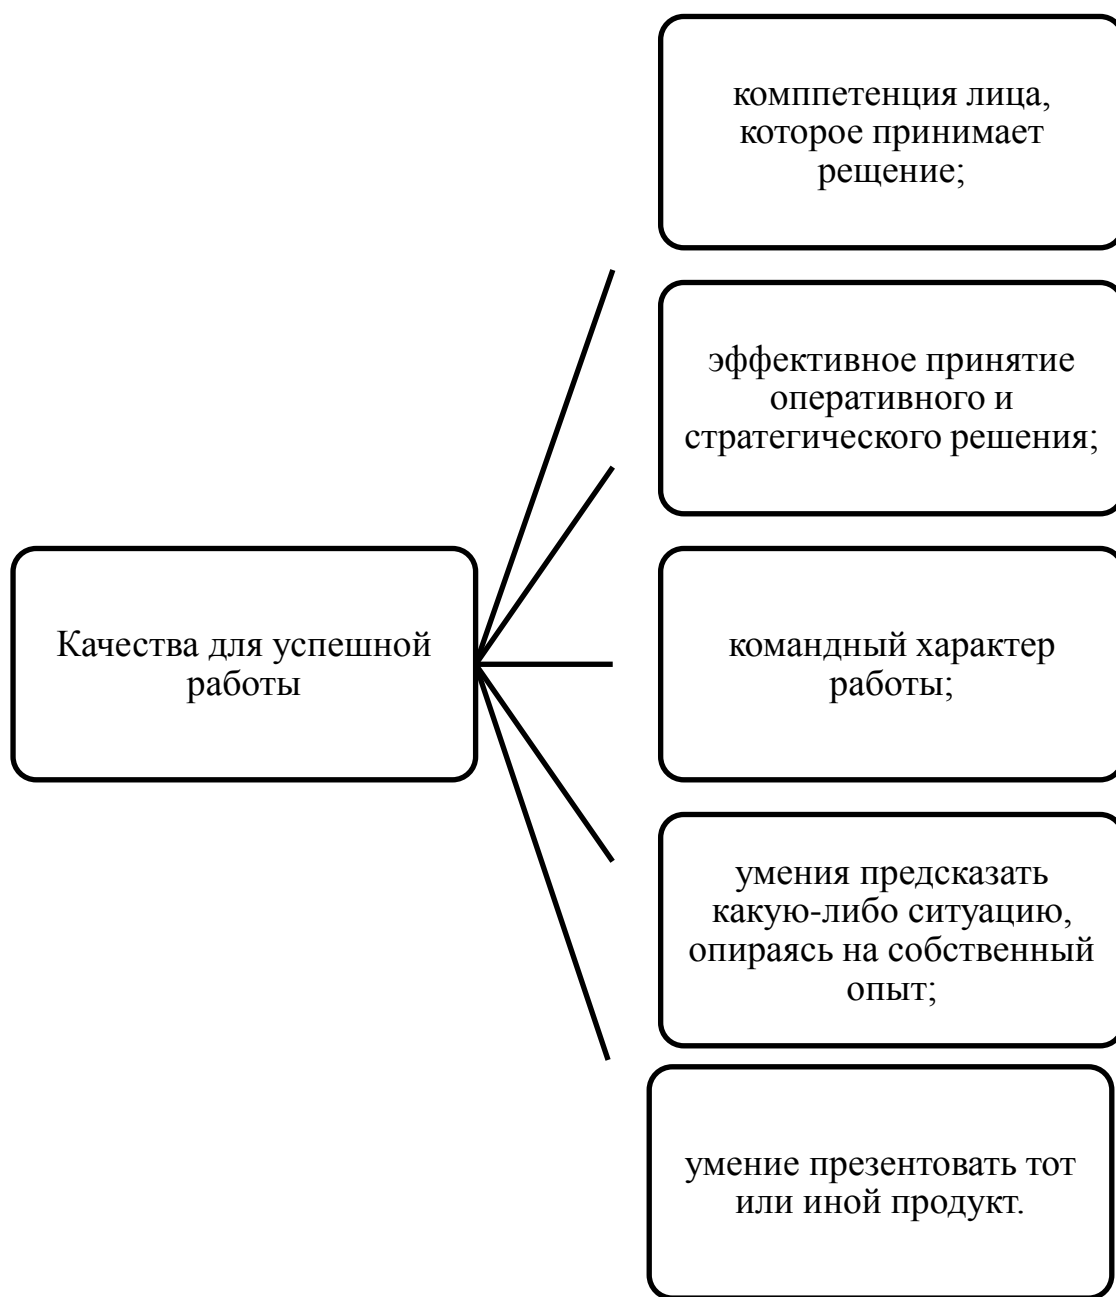 комппетенция лица,
которое принимает
рещение;
эффективное принятие
оперативного и
стратегического решения;
Качества для успешной
работы
командный характер
работы;
умения предсказать
какую-либо ситуацию,
опираясь на собственный
опыт;
умение презентовать тот
или иной продукт.